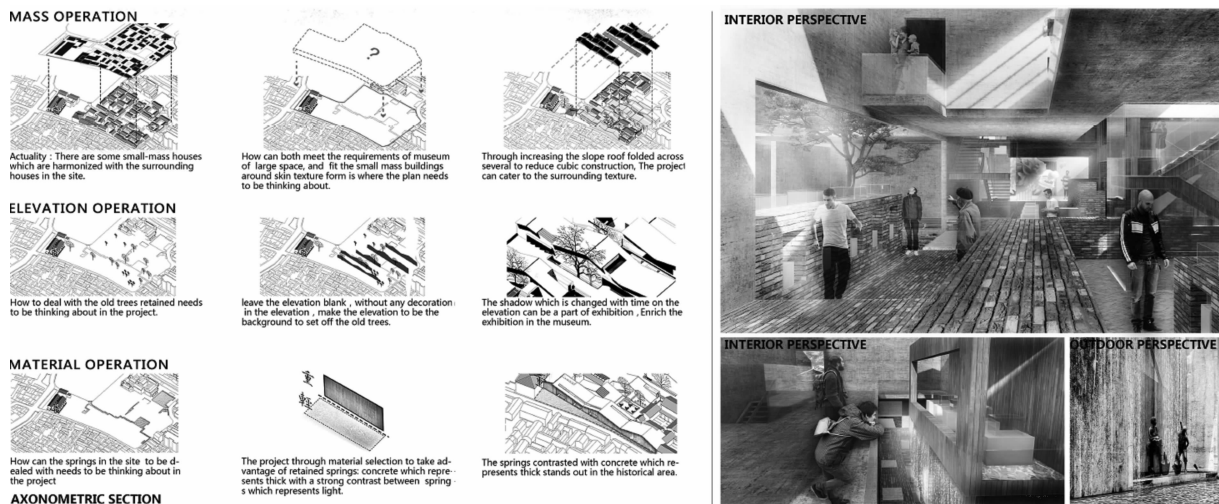 MASS OPERATION
?
Actuality : There are some small-mass houses
which are harmonized with the surrounding
houses in the site.
How can both meet the requirements of museum
of large space, and fit the small mass buildings
around skin texture form is where the plan needs
to be thinking about.
Through increasing the slope roof folded across
several to reduce cubic construction, The project
can cater to the surrounding texture.
ELEVATION OPERATION
How to deal with the old trees retained needs
to be thinking about in the project.
leave the elevation blank , without any decoration
in the elevation , make the elevation to be the
background to set off the old trees.
The shadow which is changed with time on the
elevation can be a part of exhibition , Enrich the
exhibition in the museum.
MATERIAL OPERATION
How can the springs in the site to be d-
ealed with needs to be thinking about in
the project
The project through material selection to take ad-
vantage of retained springs: concrete which repre-
sents thick with a strong contrast between spring
s which represents light.
The springs contrasted with concrete which re-
presents thick stands out in the historical area.
AXONOMETRIC SECTION
INTERIOR PERSPECTIVE
INTERIOR PERSPECTIVE
OUTDOOR PERSPECTIVE